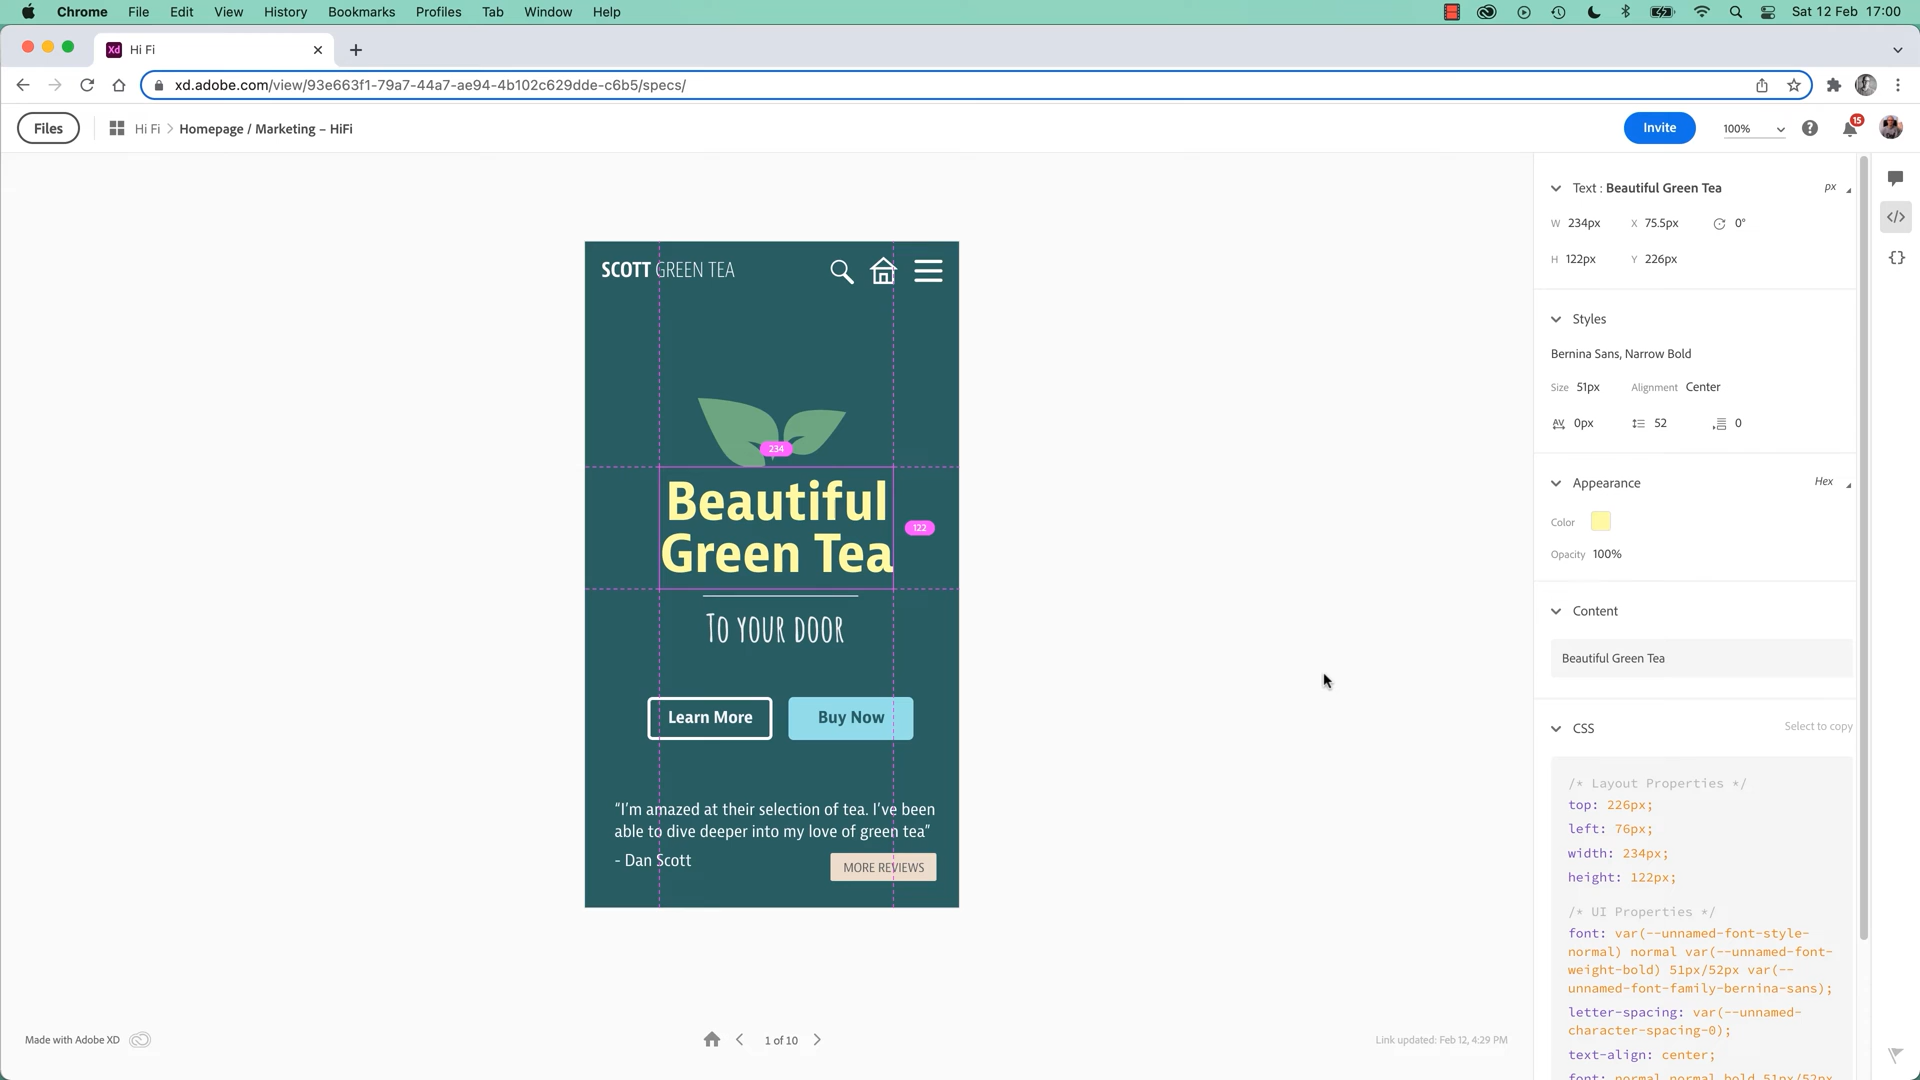 Chrome File Edit View History Bookmarks Profiles Tab Window Help Sat 12 Feb 17:00
Xd Hi Fi
xd.adobe.com/view/93e663f1-79a7-44a7-ae94-4b102c629dde-c6b5/specs/
Files Hi Fi > Homepage / Marketing – HiFi Invite 100% 15
Text : Beautiful Green Tea px
W 234px X 75.5px 0°
H 122px Y 226px
Styles
Bernina Sans, Narrow Bold
Size 51px Alignment Center
AV 0px 52 0
Appearance Hex
Color
Opacity 100%
Content
Beautiful Green Tea
CSS Select to copy
/* Layout Properties */
top: 226px;
left: 76px;
width: 234px;
height: 122px;
/* UI Properties */
font: var(--unnamed-font-style-
normal) normal var(--unnamed-font-
weight-bold) 51px/52px var(--
unnamed-font-family-bernina-sans);
letter-spacing: var(--unnamed-
character-spacing-0);
text-align: center;
font: normal normal bold 51px/52px
SCOTT GREEN TEA
234
Beautiful
122
Green Tea
TO YOUR DOOR
Learn More Buy Now
“I’m amazed at their selection of tea. I’ve been
able to dive deeper into my love of green tea”
- Dan Scott
MORE REVIEWS
Made with Adobe XD
1 of 10
Link updated: Feb 12, 4:29 PM